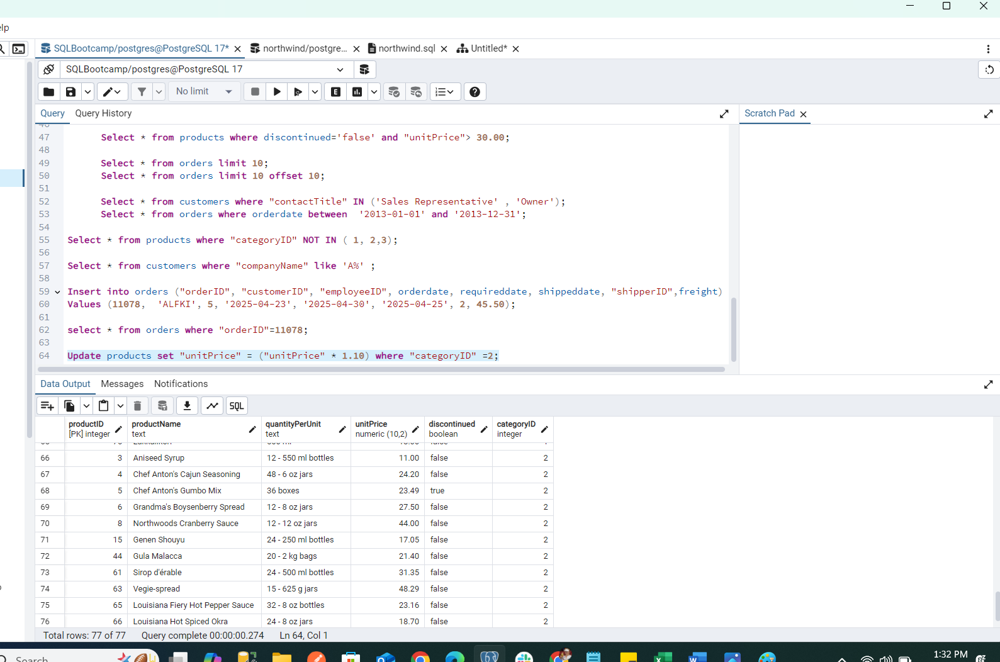 elp
SQLBootcamp/postgres@PostgreSQL 17*
northwind/postgre...
northwind.sql
Untitled*
SQLBootcamp/postgres@PostgreSQL 17
No limit
Query
Query History
Scratch Pad
47 Select * from products where discontinued='false' and "unitPrice"> 30.00;
48
49 Select * from orders limit 10;
50 Select * from orders limit 10 offset 10;
51
52 Select * from customers where "contactTitle" IN ('Sales Representative' , 'Owner');
53 Select * from orders where orderdate between  '2013-01-01' and '2013-12-31';
54
55 Select * from products where "categoryID" NOT IN ( 1, 2,3);
56
57 Select * from customers where "companyName" like 'A%' ;
58
59 Insert into orders ("orderID", "customerID", "employeeID", orderdate, requireddate, shippeddate, "shipperID",freight)
60 Values (11078,  'ALFKI', 5, '2025-04-23', '2025-04-30', '2025-04-25', 2, 45.50);
61
62 select * from orders where "orderID"=11078;
63
64 Update products set "unitPrice" = ("unitPrice" * 1.10) where "categoryID" =2;
Data Output
Messages
Notifications
SQL
productID productName quantityPerUnit unitPrice discontinued categoryID
[PK] integer text text numeric (10,2) boolean integer
66 3 Aniseed Syrup 12 - 550 ml bottles 11.00 false 2
67 4 Chef Anton's Cajun Seasoning 48 - 6 oz jars 24.20 false 2
68 5 Chef Anton's Gumbo Mix 36 boxes 23.49 true 2
69 6 Grandma's Boysenberry Spread 12 - 8 oz jars 27.50 false 2
70 8 Northwoods Cranberry Sauce 12 - 12 oz jars 44.00 false 2
71 15 Genen Shouyu 24 - 250 ml bottles 17.05 false 2
72 44 Gula Malacca 20 - 2 kg bags 21.40 false 2
73 61 Sirop d'érable 24 - 500 ml bottles 31.35 false 2
74 63 Vegie-spread 15 - 625 g jars 48.29 false 2
75 65 Louisiana Fiery Hot Pepper Sauce 32 - 8 oz bottles 23.16 false 2
76 66 Louisiana Hot Spiced Okra 24 - 8 oz jars 18.70 false 2
Total rows: 77 of 77
Query complete 00:00:00.274
Ln 64, Col 1
Search
1:32 PM